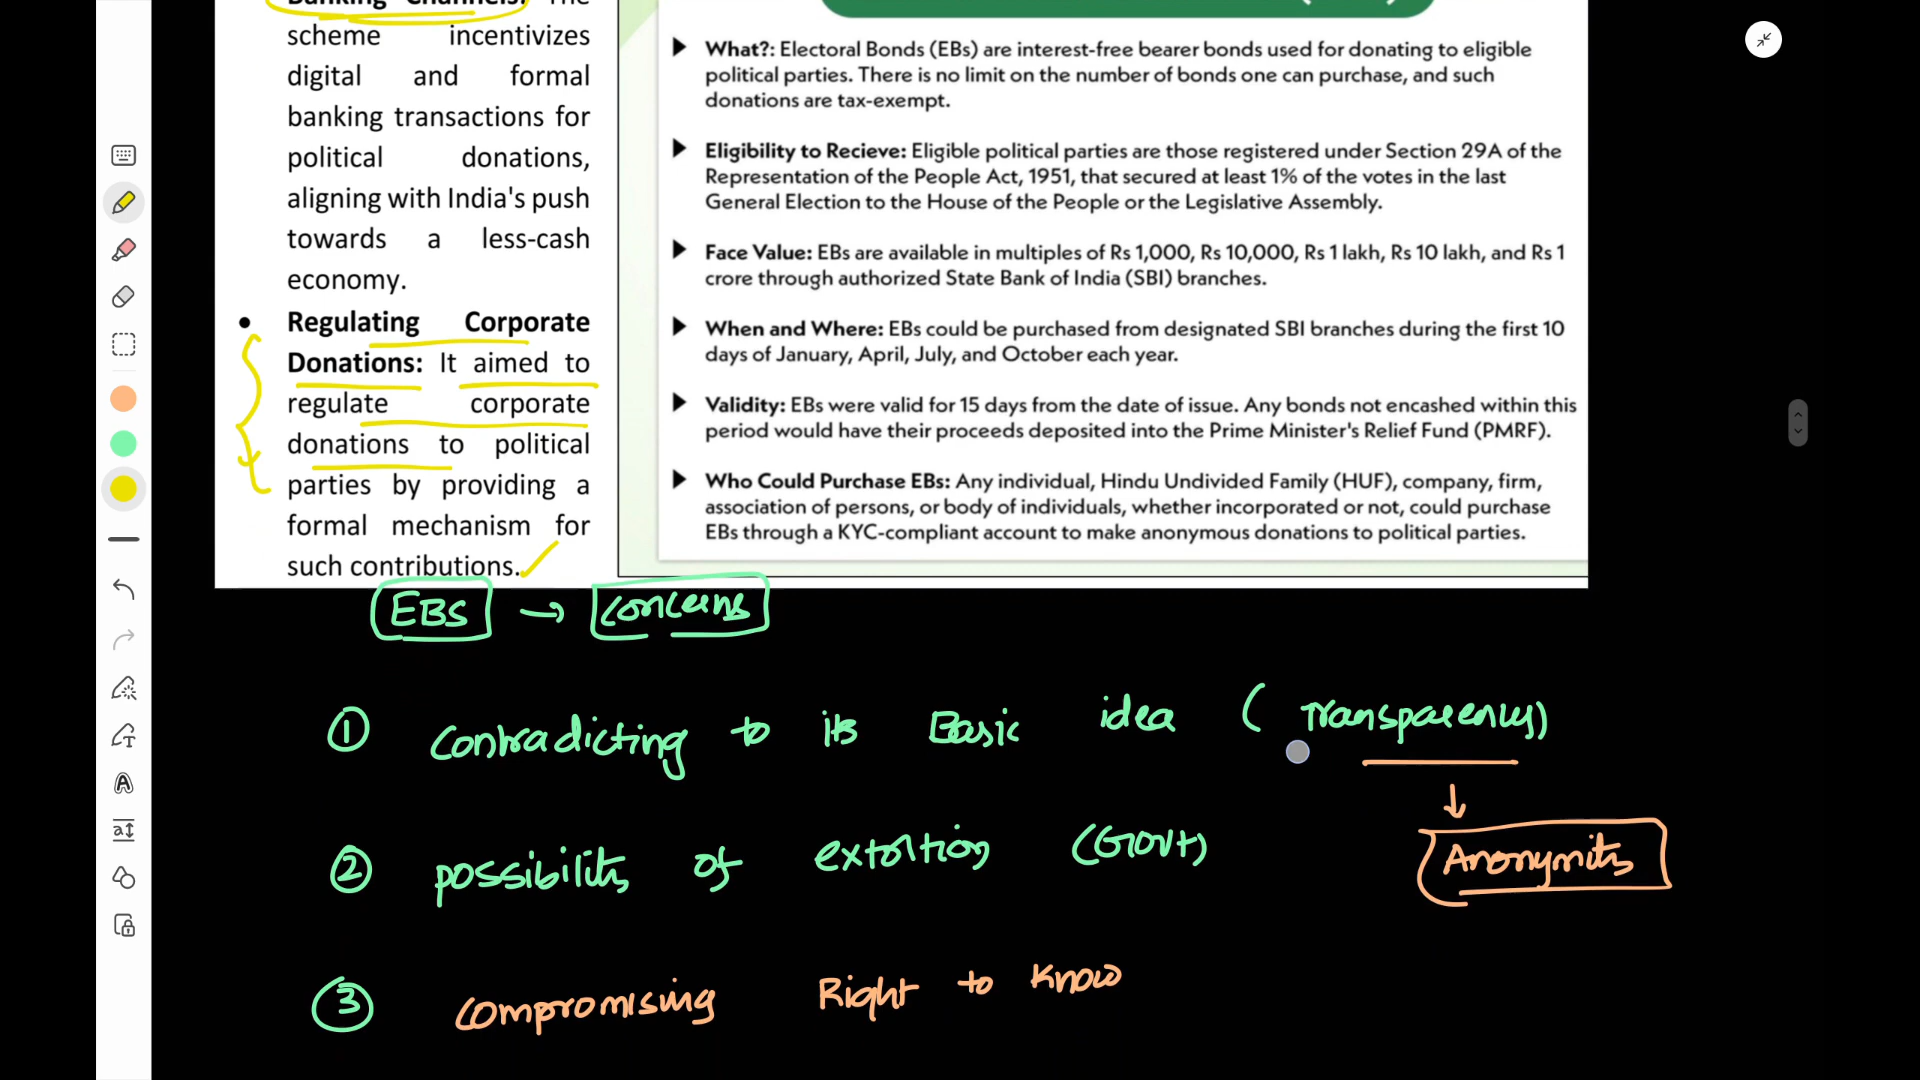 scheme incentivizes
digital and formal
banking transactions for
political donations,
aligning with India's push
towards a less-cash
economy.
• Regulating Corporate
Donations: It aimed to
regulate corporate
donations to political
parties by providing a
formal mechanism for
such contributions.
What?: Electoral Bonds (EBs) are interest-free bearer bonds used for donating to eligible
political parties. There is no limit on the number of bonds one can purchase, and such
donations are tax-exempt.
Eligibility to Recieve: Eligible political parties are those registered under Section 29A of the
Representation of the People Act, 1951, that secured at least 1% of the votes in the last
General Election to the House of the People or the Legislative Assembly.
Face Value: EBs are available in multiples of Rs 1,000, Rs 10,000, Rs 1 lakh, Rs 10 lakh, and Rs 1
crore through authorized State Bank of India (SBI) branches.
When and Where: EBs could be purchased from designated SBI branches during the first 10
days of January, April, July, and October each year.
Validity: EBs were valid for 15 days from the date of issue. Any bonds not encashed within this
period would have their proceeds deposited into the Prime Minister's Relief Fund (PMRF).
Who Could Purchase EBs: Any individual, Hindu Undivided Family (HUF), company, firm,
association of persons, or body of individuals, whether incorporated or not, could purchase
EBs through a KYC-compliant account to make anonymous donations to political parties.
EBS → Concerns
① Contradicting to its Basic idea (Transparency)
↓
Anonymity
② possibility of extortion (Govt)
③ Compromising Right to Know